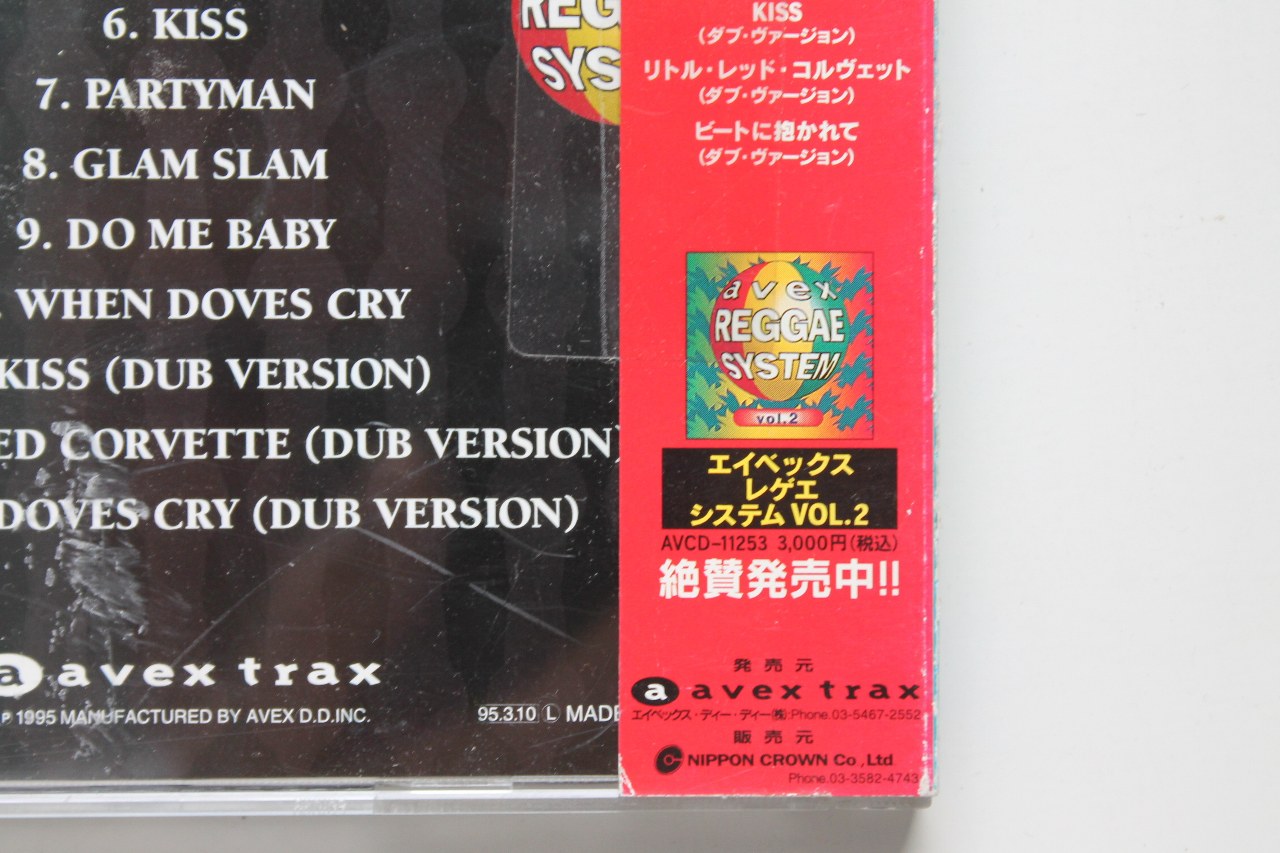 6. KISS
7. PARTYMAN
8. GLAM SLAM
9. DO ME BABY
WHEN DOVES CRY
KISS (DUB VERSION)
ED CORVETTE (DUB VERSION)
DOVES CRY (DUB VERSION)
a avex trax
℗ 1995 MANUFACTURED BY AVEX D.D.INC.
95.3.10 Ⓛ MADE
REG
SYS
KISS
(ダブ・ヴァージョン)
リトル・レッド・コルヴェット
(ダブ・ヴァージョン)
ビートに抱かれて
(ダブ・ヴァージョン)
avex
REGGAE
SYSTEM
vol.2
エイベックス
レゲエ
システム VOL.2
AVCD-11253 3,000円(税込)
絶賛発売中!!
発売元
a avex trax
エイベックス・ディー・ディー㈱:Phone.03-5467-2552
販売元
NIPPON CROWN Co.,Ltd
Phone.03-3582-4743